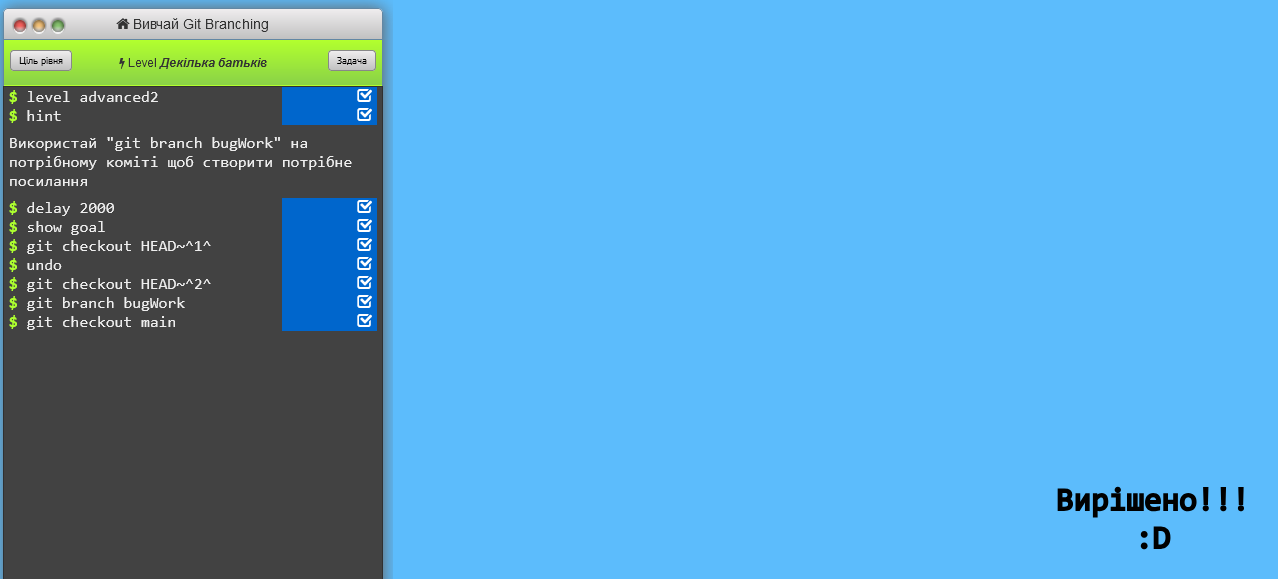 Вивчай Git Branching
Ціль рівня
Level Декілька батьків
Задача
$ level advanced2
$ hint
Використай "git branch bugWork" на
потрібному коміті щоб створити потрібне
посилання
$ delay 2000
$ show goal
$ git checkout HEAD~^1^
$ undo
$ git checkout HEAD~^2^
$ git branch bugWork
$ git checkout main
Вирішено!!!
:D